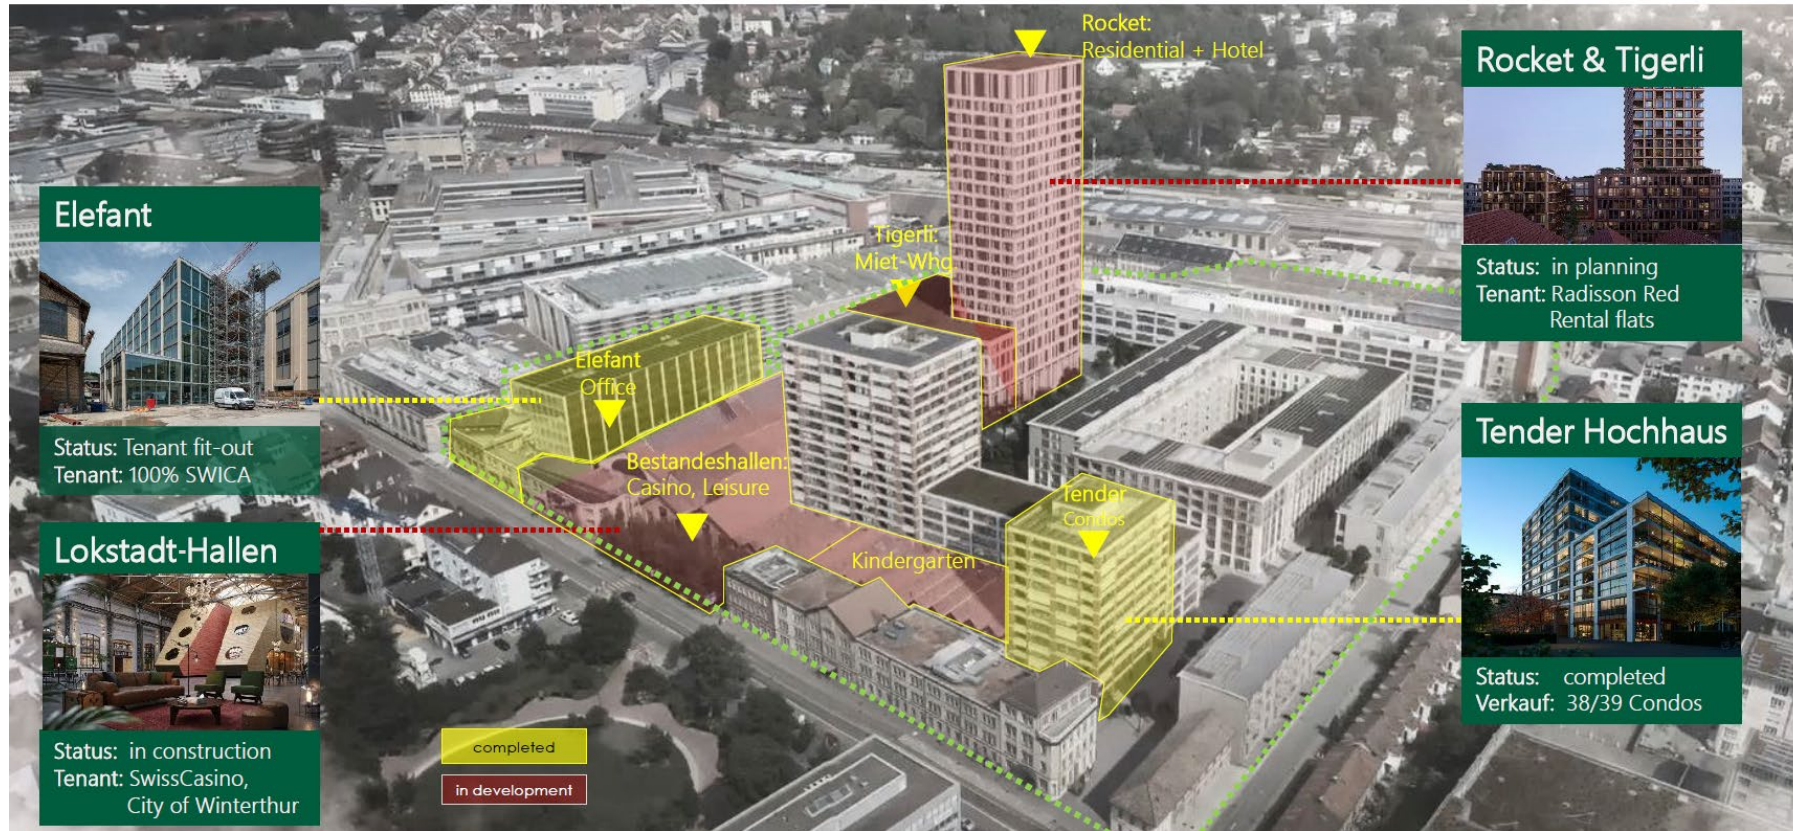 Rocket:
Residential + Hotel
Rocket & Tigerli
Status: in planning
Tenant: Radisson Red
Rental flats
Elefant
Status: Tenant fit-out
Tenant: 100% SWICA
Tigerli:
Miet-Whg
Elefant
Office
Bestandeshallen:
Casino, Leisure
Kindergarten
Tender
Condos
Tender Hochhaus
Status: completed
Verkauf: 38/39 Condos
Lokstadt-Hallen
Status: in construction
Tenant: SwissCasino,
City of Winterthur
completed
in development